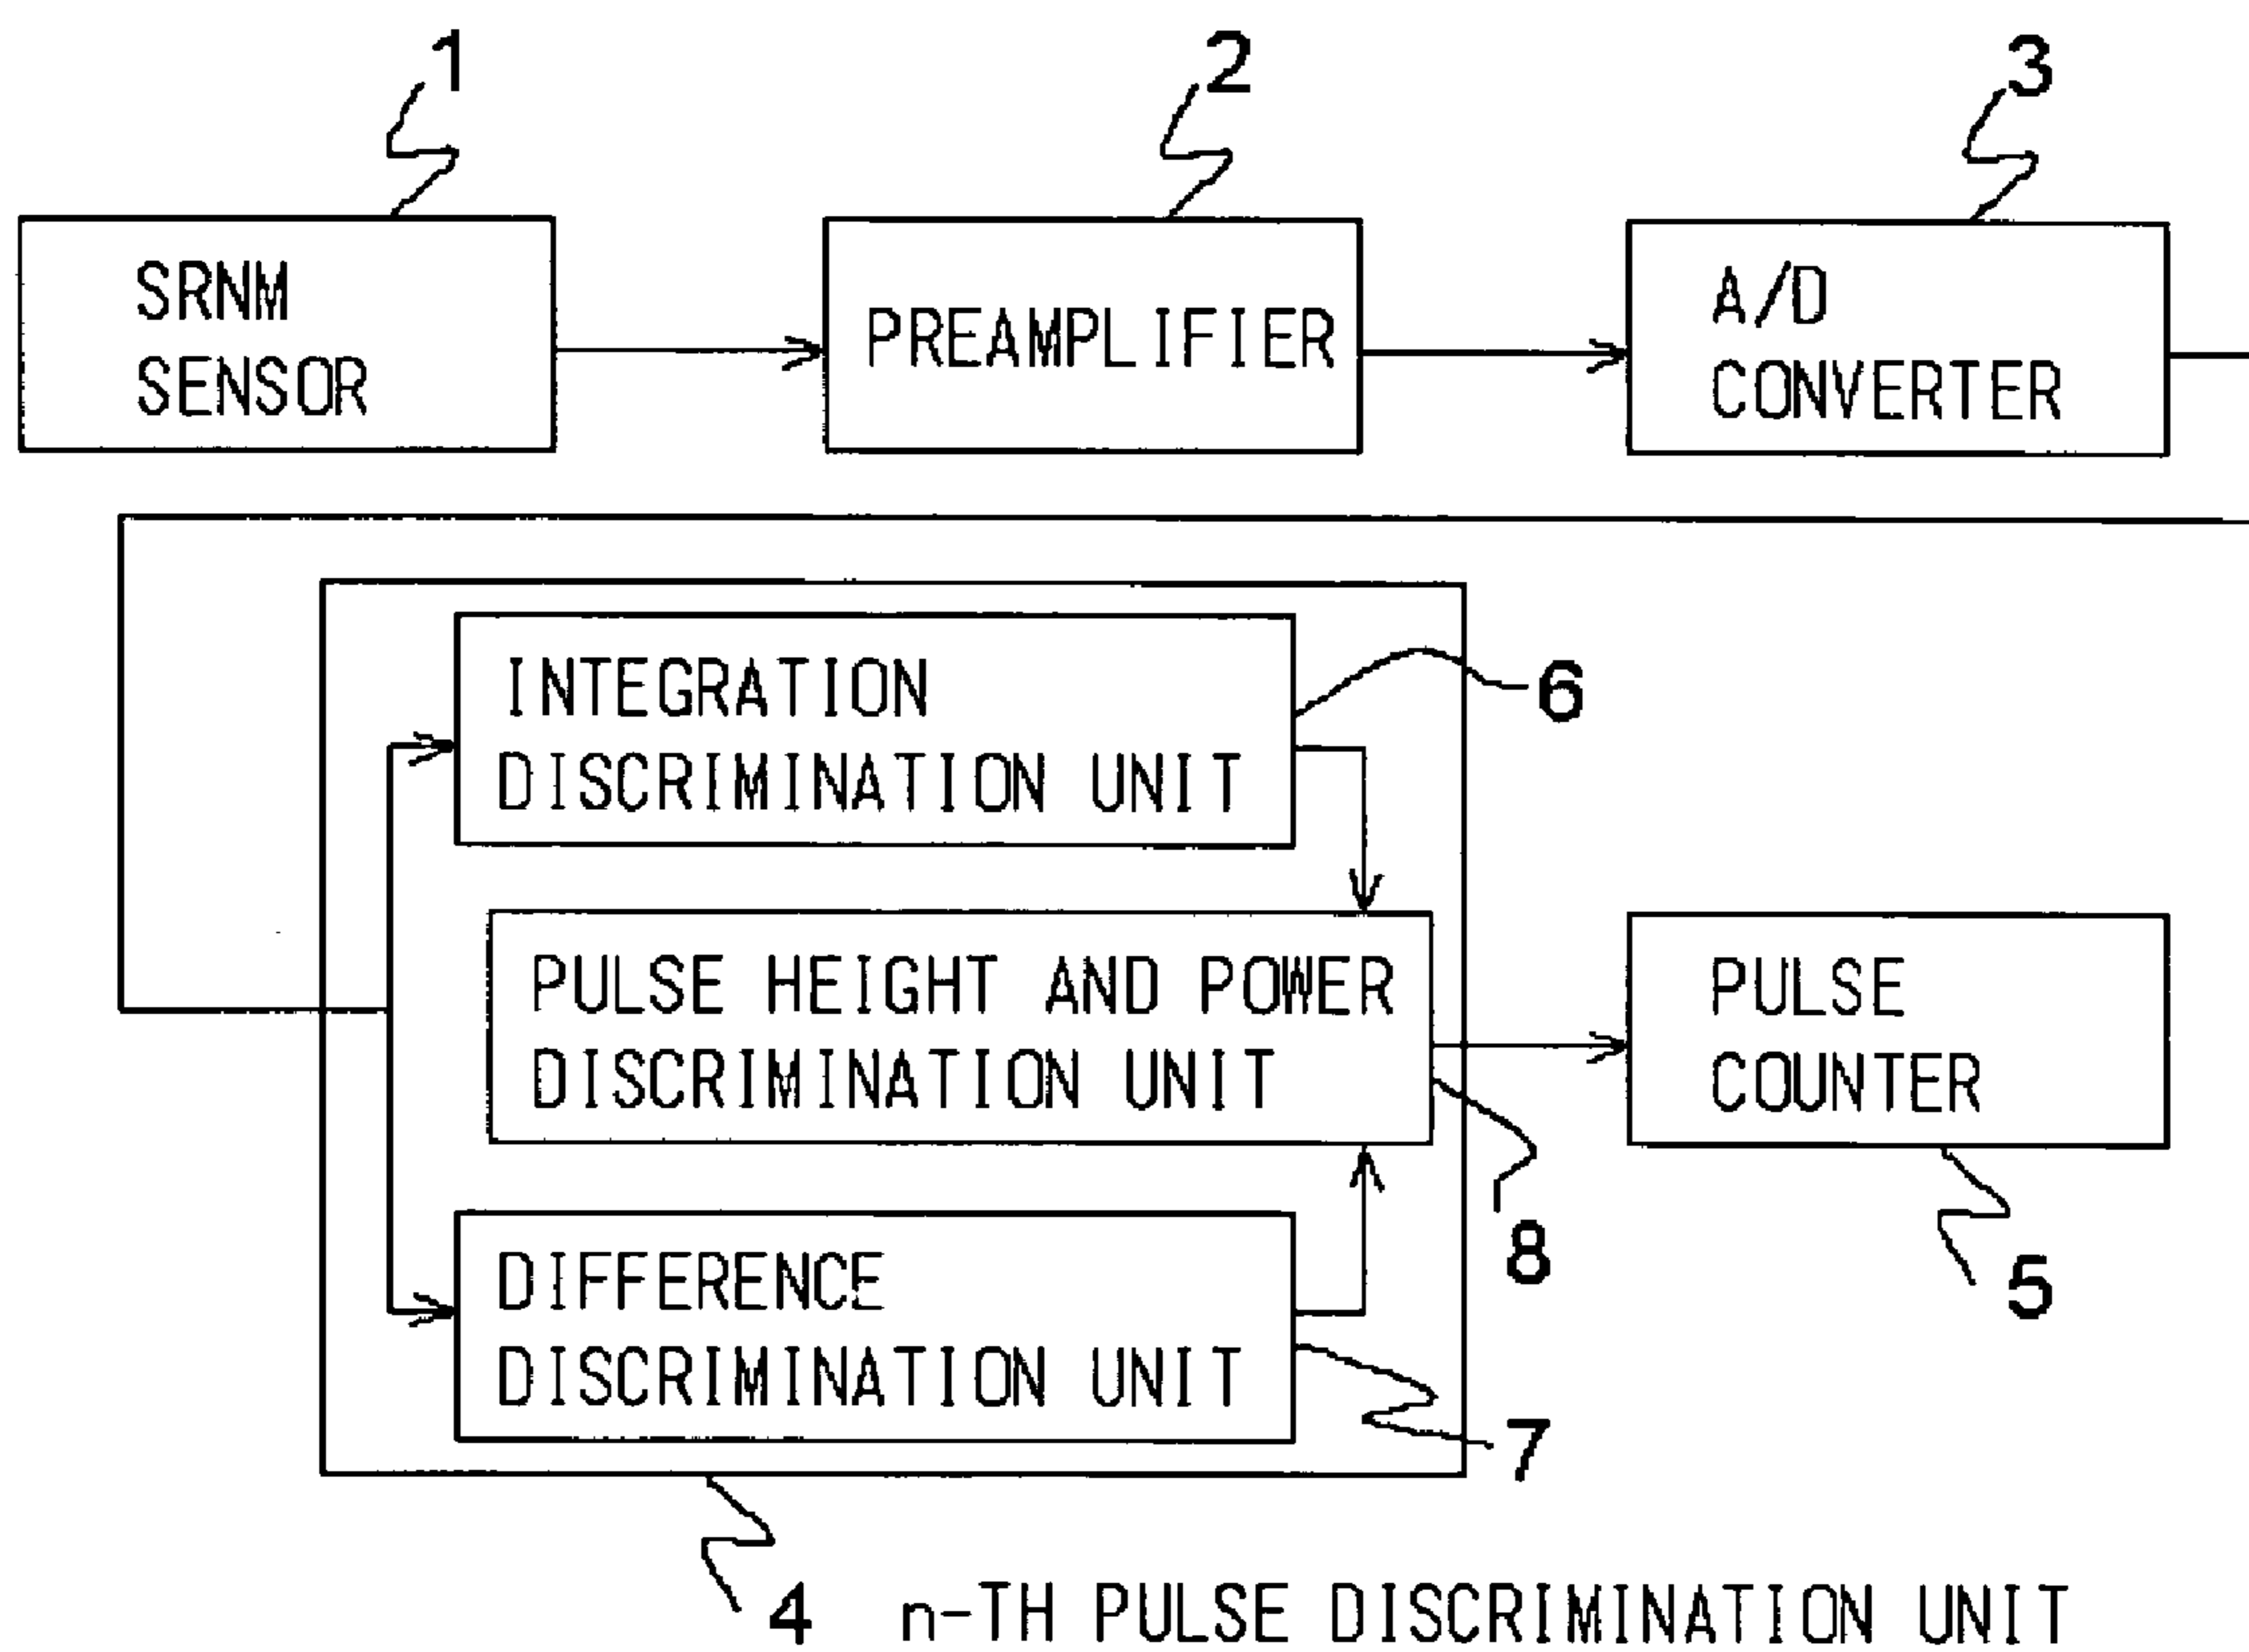 1
2
3
SRNM
SENSOR
PREAMPLIFIER
A/D
CONVERTER
INTEGRATION
DISCRIMINATION UNIT
6
PULSE HEIGHT AND POWER
DISCRIMINATION UNIT
PULSE
COUNTER
8
5
DIFFERENCE
DISCRIMINATION UNIT
7
4 n-TH PULSE DISCRIMINATION UNIT